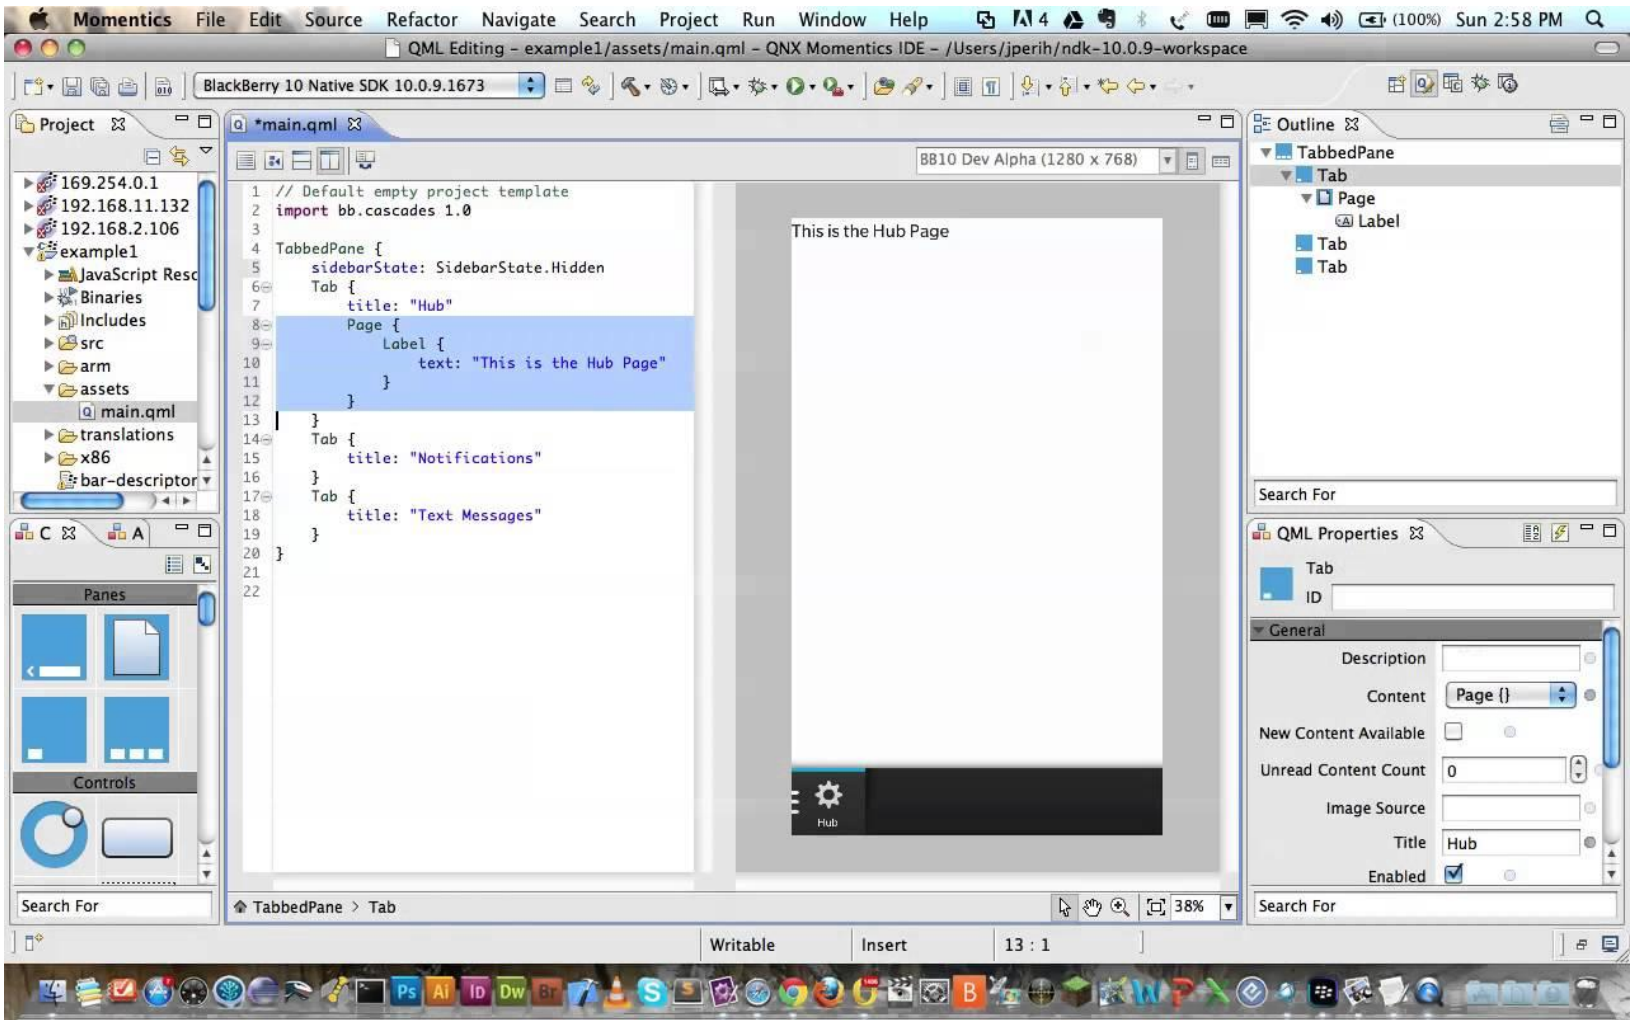 Momentics File Edit Source Refactor Navigate Search Project Run Window Help 4 (100%) Sun 2:58 PM
QML Editing – example1/assets/main.qml – QNX Momentics IDE – /Users/jperih/ndk-10.0.9-workspace
BlackBerry 10 Native SDK 10.0.9.1673
Project
169.254.0.1
192.168.11.132
192.168.2.106
example1
JavaScript Resc
Binaries
Includes
src
arm
assets
main.qml
translations
x86
bar-descriptor
C A
Panes
Controls
Search For
*main.qml
BB10 Dev Alpha (1280 x 768)
1 // Default empty project template
2 import bb.cascades 1.0
3
4 TabbedPane {
5 sidebarState: SidebarState.Hidden
6 Tab {
7 title: "Hub"
8 Page {
9 Label {
10 text: "This is the Hub Page"
11 }
12 }
13 }
14 Tab {
15 title: "Notifications"
16 }
17 Tab {
18 title: "Text Messages"
19 }
20 }
21
22
This is the Hub Page
Hub
TabbedPane > Tab
38%
Outline
TabbedPane
Tab
Page
Label
Tab
Tab
Search For
QML Properties
Tab
ID
General
Description
Content Page {}
New Content Available
Unread Content Count 0
Image Source
Title Hub
Enabled
Search For
Writable Insert 13 : 1
Ps Ai ID Dw Br S B W P X